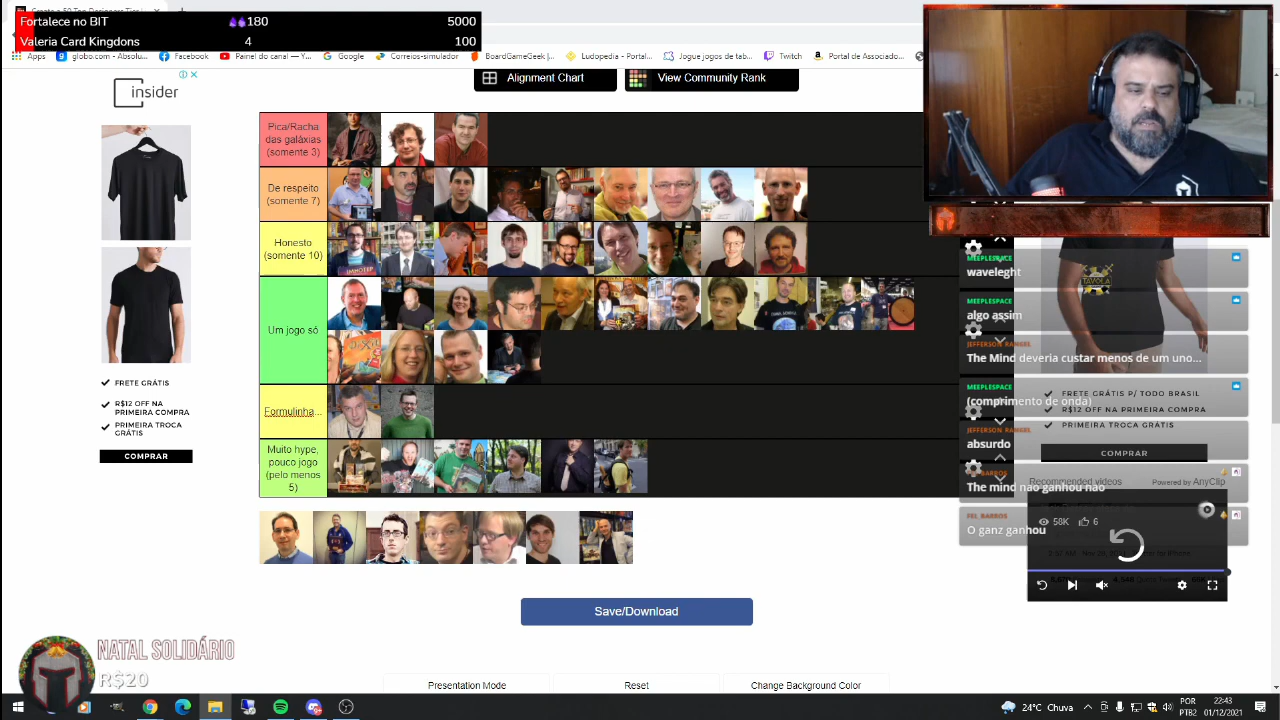 Fortalece no BIT 180 5000
Valeria Card Kingdons 4 100
Apps globo.com - Absol... Facebook Painel do canal — Y... Google Correios-simulador BoardGameGeek |... Ludopedia - Portal... Jogue jogos de tab... Twitch Portal de Associado...
Alignment Chart View Community Rank
insider
Pica/Racha
das galáxias
(somente 3)
De respeito
(somente 7)
Honesto
(somente 10)
Um jogo só
Formulinha...
Muito hype,
pouco jogo
(pelo menos
5)
IMHOTEP
FRETE GRÁTIS
R$12 OFF NA
PRIMEIRA COMPRA
PRIMEIRA TROCA
GRÁTIS
COMPRAR
MEEPLESPACE
waveleght
MEEPLESPACE
algo assim
TAVOLA
JEFFERSON RANGEL
The Mind deveria custar menos de um uno...
MEEPLESPACE
(comprimento de onda)
FRETE GRÁTIS P/ TODO BRASIL
R$12 OFF NA PRIMEIRA COMPRA
PRIMEIRA TROCA GRÁTIS
JEFFERSON RANGEL
absurdo
COMPRAR
FEL_BARROS
The mind não ganhou não
Recommended videos Powered by AnyClip
FEL_BARROS
O ganz ganhou
58K 6
Save/Download
NATAL SOLIDÁRIO
R$20
Presentation Mode Reset Change Background Color
24°C Chuva POR 22:43
PTB2 01/12/2021